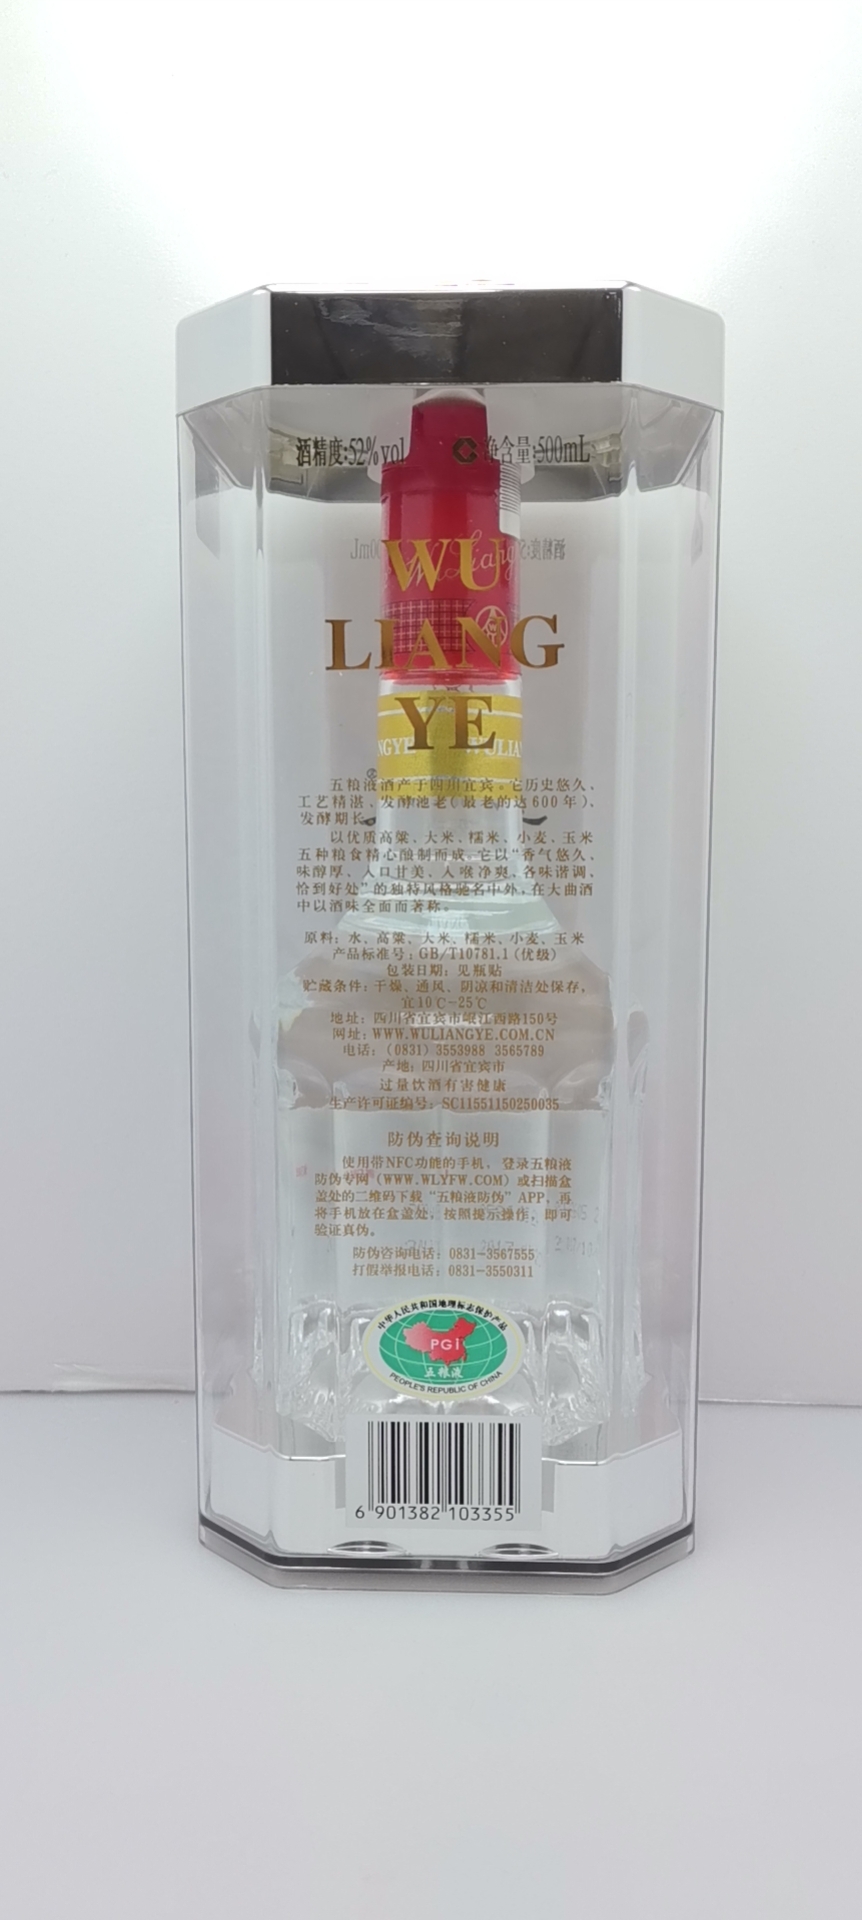 酒精度:52%vol 净含量:500mL
WU
LIANG
YE
五粮液酒产于四川宜宾。它历史悠久、
工艺精湛、发酵池老(最老的达600年)、
发酵期长。
以优质高粱、大米、糯米、小麦、玉米
五种粮食精心酿制而成。它以“香气悠久、
味醇厚、入口甘美、入喉净爽、各味谐调、
恰到好处”的独特风格驰名中外,在大曲酒
中以酒味全面而著称。
原料: 水、高粱、大米、糯米、小麦、玉米
产品标准号: GB/T10781.1(优级)
包装日期: 见瓶贴
贮藏条件: 干燥、通风、阴凉和清洁处保存,
宜10℃-25℃
地址: 四川省宜宾市岷江西路150号
网址: WWW.WULIANGYE.COM.CN
电话: (0831) 3553988 3565789
产地: 四川省宜宾市
过量饮酒有害健康
生产许可证编号: SC11551150250035
防伪查询说明
使用带NFC功能的手机, 登录五粮液
防伪专网 (WWW.WLYFW.COM) 或扫描盒
盖处的二维码下载“五粮液防伪”APP, 再
将手机放在盒盖处, 按照提示操作, 即可
验证真伪。
防伪咨询电话: 0831-3567555
打假举报电话: 0831-3550311
中华人民共和国地理标志保护产品
PGI
五粮液
PEOPLE'S REPUBLIC OF CHINA
6 901382 103355